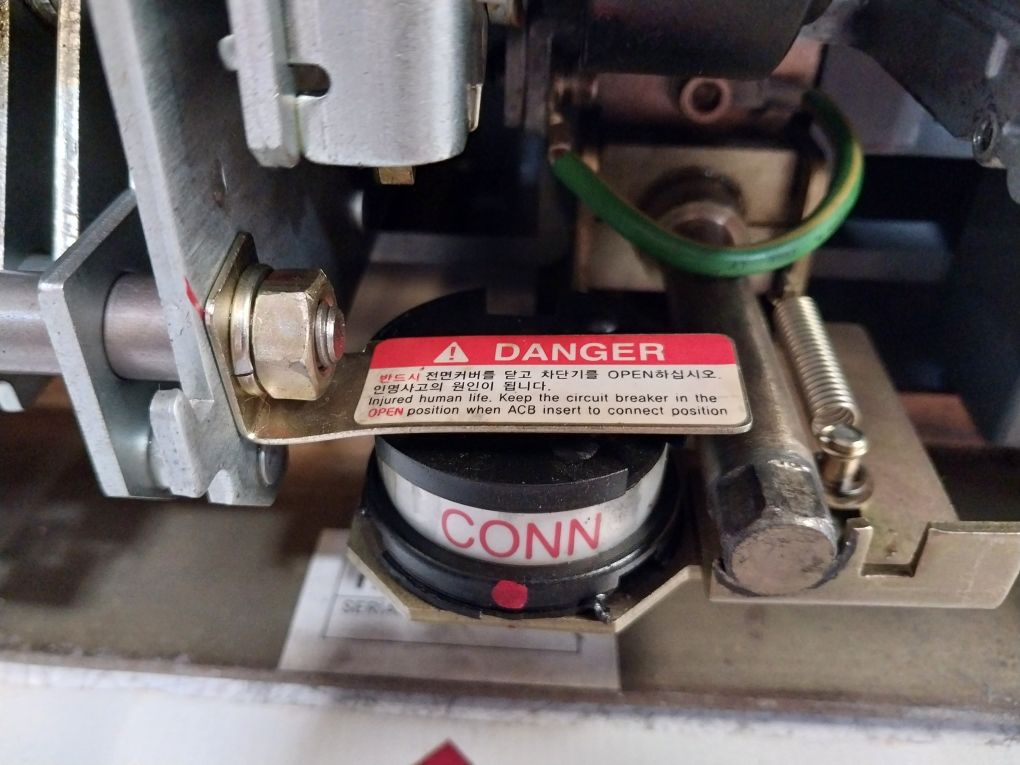 DANGER
반드시 전면커버를 닫고 차단기를 OPEN하십시오.
인명사고의 원인이 됩니다.
Injured human life. Keep the circuit breaker in the
OPEN position when ACB insert to connect position
CONN